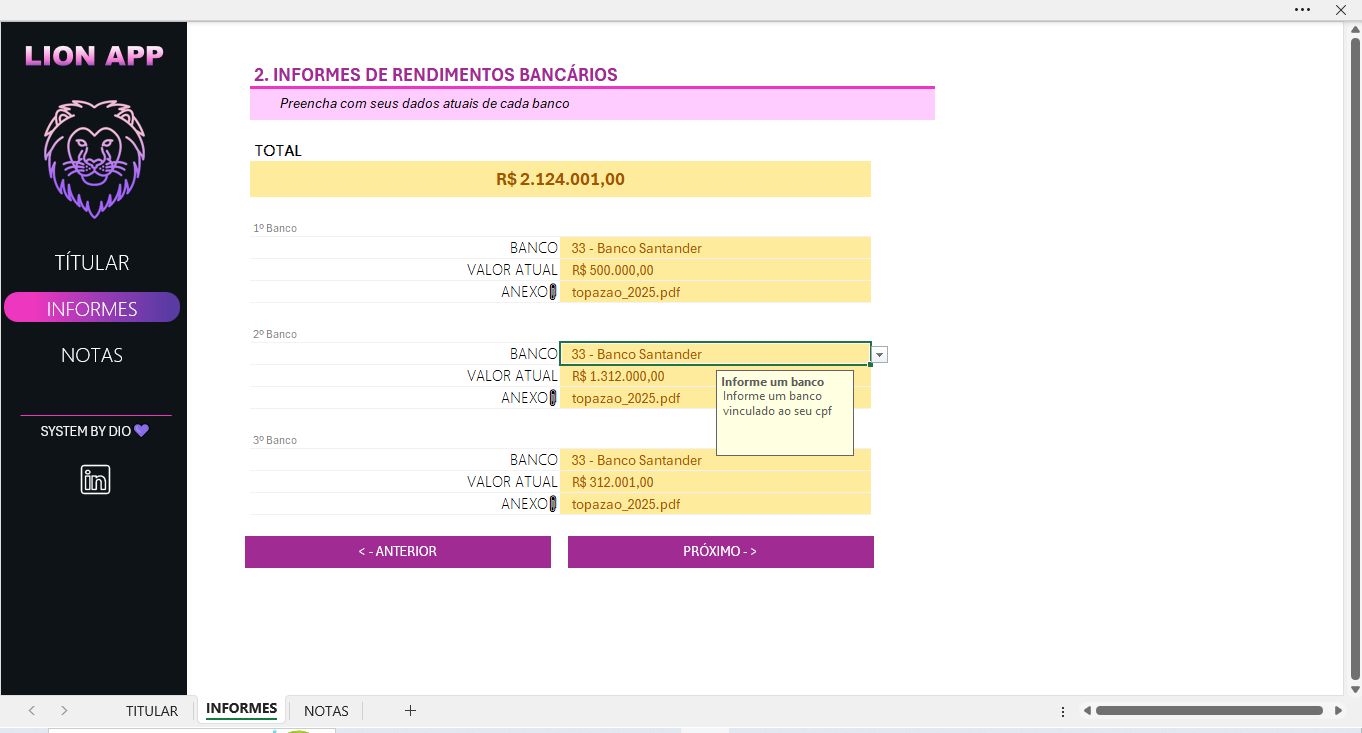 LION APP
TÍTULAR
INFORMES
NOTAS
SYSTEM BY DIO
in
2. INFORMES DE RENDIMENTOS BANCÁRIOS
Preencha com seus dados atuais de cada banco
TOTAL
R$ 2.124.001,00
1º Banco
BANCO 33 - Banco Santander
VALOR ATUAL R$ 500.000,00
ANEXO topazao_2025.pdf
2º Banco
BANCO 33 - Banco Santander
VALOR ATUAL R$ 1.312.000,00
ANEXO topazao_2025.pdf
Informe um banco
Informe um banco
vinculado ao seu cpf
3º Banco
BANCO 33 - Banco Santander
VALOR ATUAL R$ 312.001,00
ANEXO topazao_2025.pdf
< - ANTERIOR PRÓXIMO - >
TITULAR INFORMES NOTAS